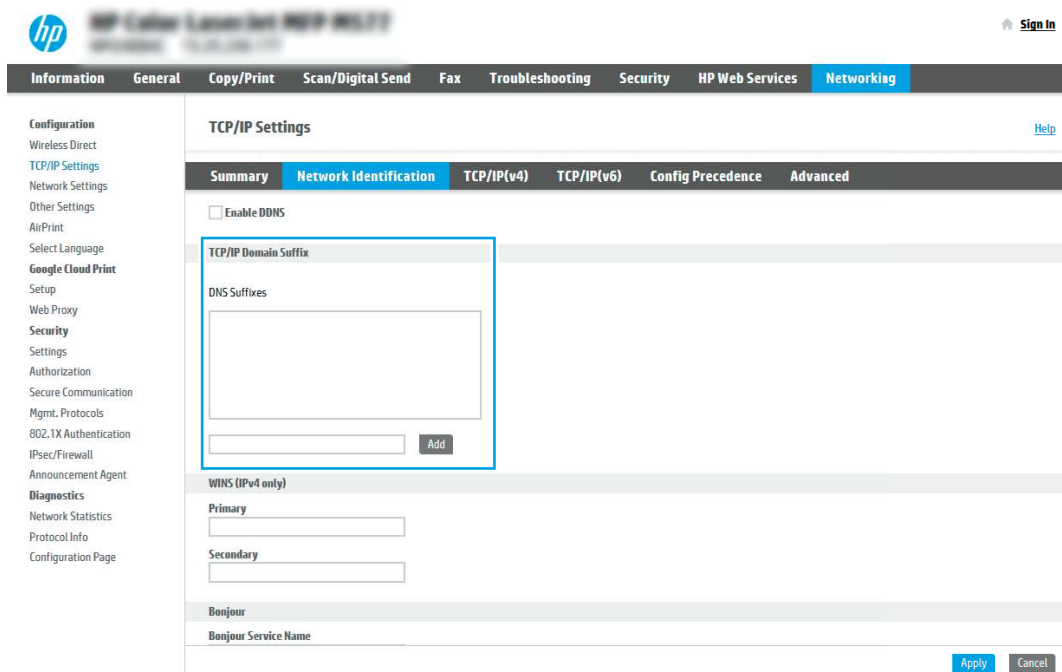 hp
Sign In
Information General Copy/Print Scan/Digital Send Fax Troubleshooting Security HP Web Services Networking
Configuration
Wireless Direct
TCP/IP Settings
Network Settings
Other Settings
AirPrint
Select Language
Google Cloud Print
Setup
Web Proxy
Security
Settings
Authorization
Secure Communication
Mgmt. Protocols
802.1X Authentication
IPsec/Firewall
Announcement Agent
Diagnostics
Network Statistics
Protocol Info
Configuration Page
TCP/IP Settings
Help
Summary Network Identification TCP/IP(v4) TCP/IP(v6) Config Precedence Advanced
Enable DDNS
TCP/IP Domain Suffix
DNS Suffixes
Add
WINS (IPv4 only)
Primary
Secondary
Bonjour
Bonjour Service Name
Apply Cancel